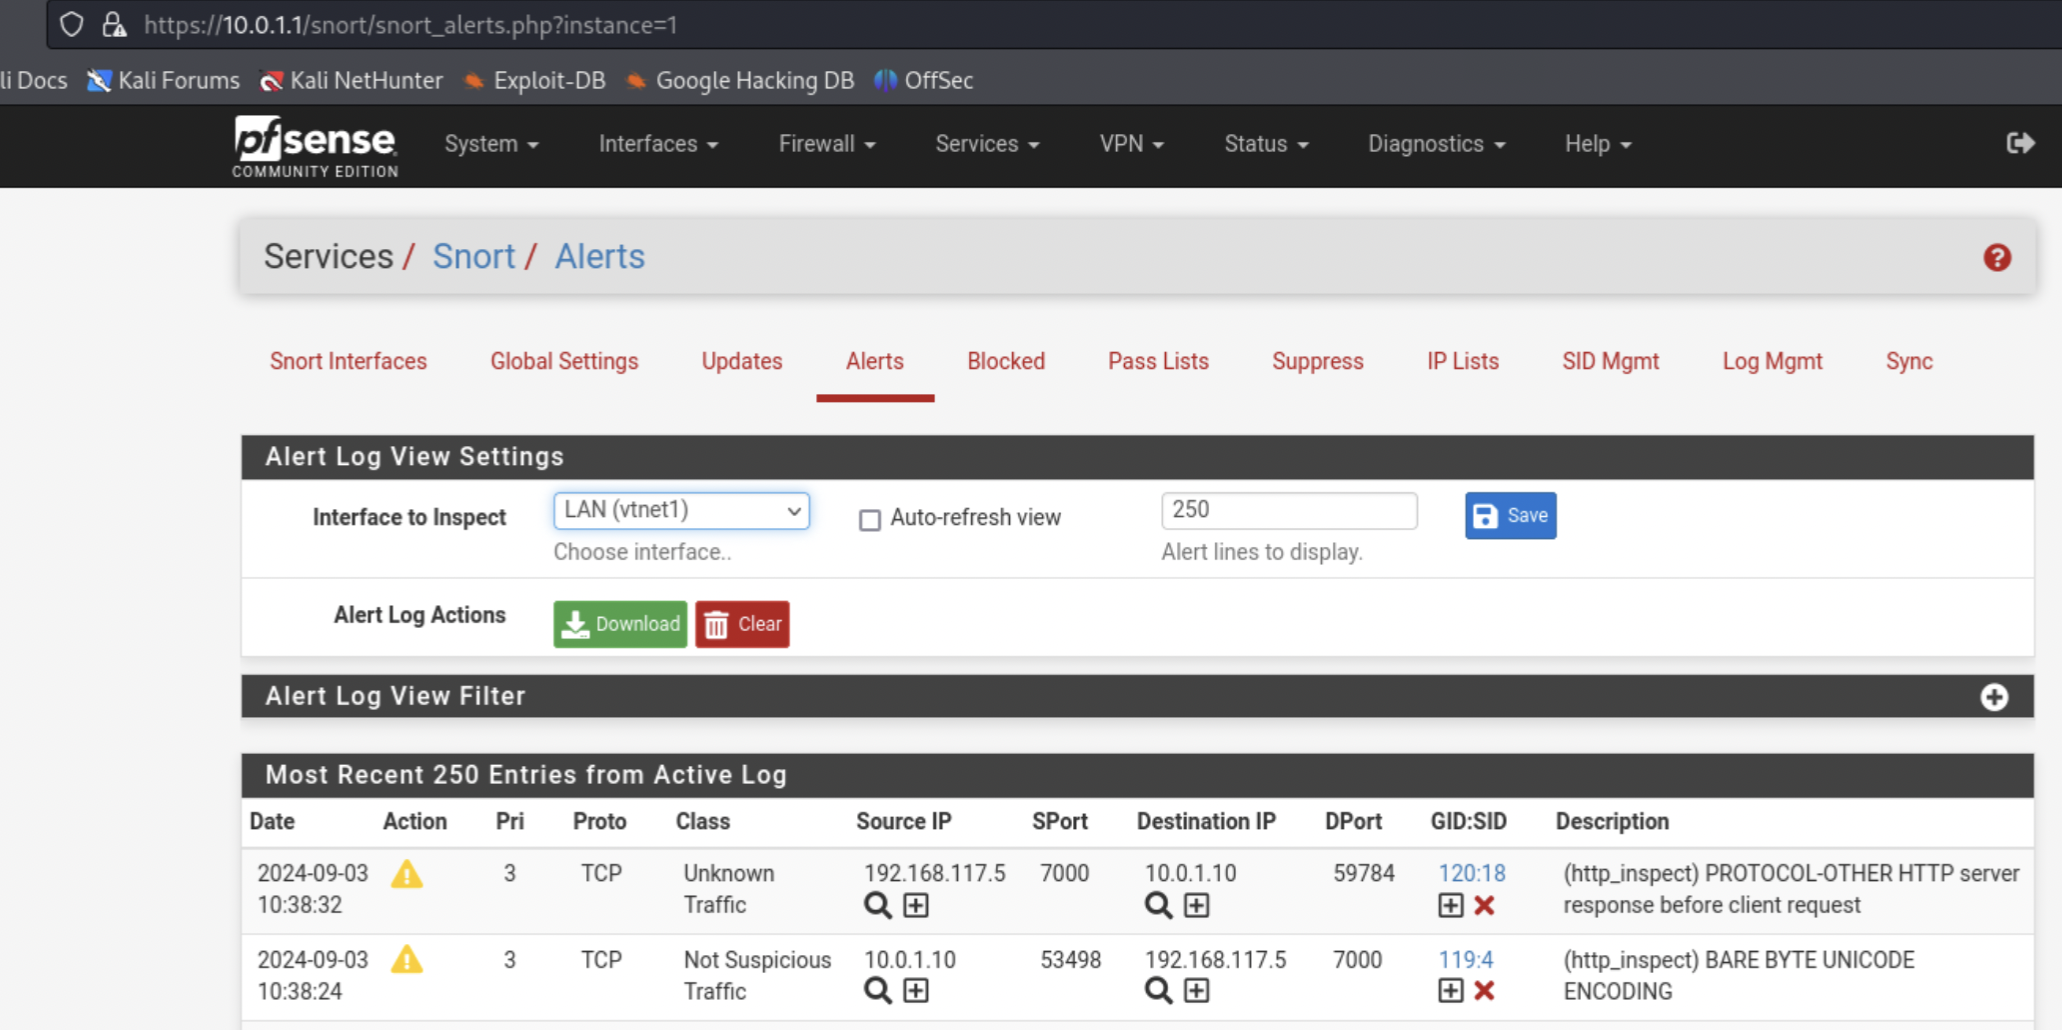 https://10.0.1.1/snort/snort_alerts.php?instance=1
li Docs Kali Forums Kali NetHunter Exploit-DB Google Hacking DB OffSec
pfsense System Interfaces Firewall Services VPN Status Diagnostics Help
COMMUNITY EDITION
Services / Snort / Alerts
Snort Interfaces Global Settings Updates Alerts Blocked Pass Lists Suppress IP Lists SID Mgmt Log Mgmt Sync
Alert Log View Settings
Interface to Inspect LAN (vtnet1) Auto-refresh view 250 Save
Choose interface.. Alert lines to display.
Alert Log Actions Download Clear
Alert Log View Filter
Most Recent 250 Entries from Active Log
Date Action Pri Proto Class Source IP SPort Destination IP DPort GID:SID Description
2024-09-03 3 TCP Unknown 192.168.117.5 7000 10.0.1.10 59784 120:18 (http_inspect) PROTOCOL-OTHER HTTP server
10:38:32 Traffic response before client request
2024-09-03 3 TCP Not Suspicious 10.0.1.10 53498 192.168.117.5 7000 119:4 (http_inspect) BARE BYTE UNICODE
10:38:24 Traffic ENCODING